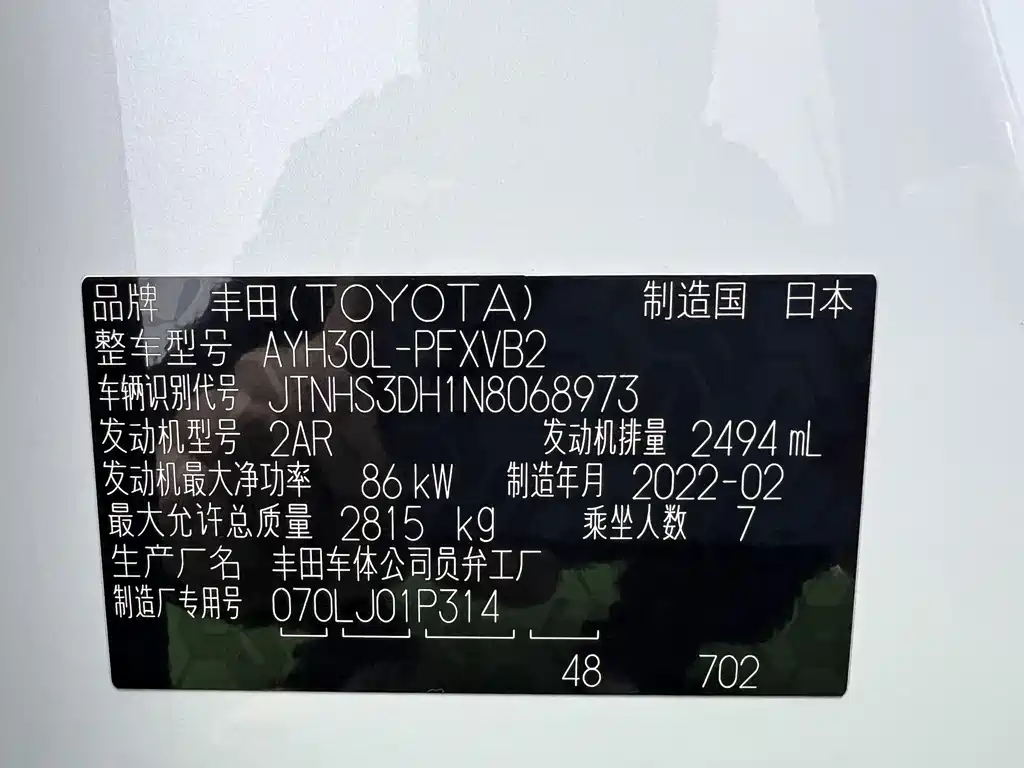 品牌 丰田(TOYOTA) 制造国 日本
整车型号 AYH30L-PFXVB2
车辆识别代号 JTNHS3DH1N8068973
发动机型号 2AR 发动机排量 2494 mL
发动机最大净功率 86 kW 制造年月 2022-02
最大允许总质量 2815 kg 乘坐人数 7
生产厂名 丰田车体公司员弁工厂
制造厂专用号 070LJ01P314
48 702